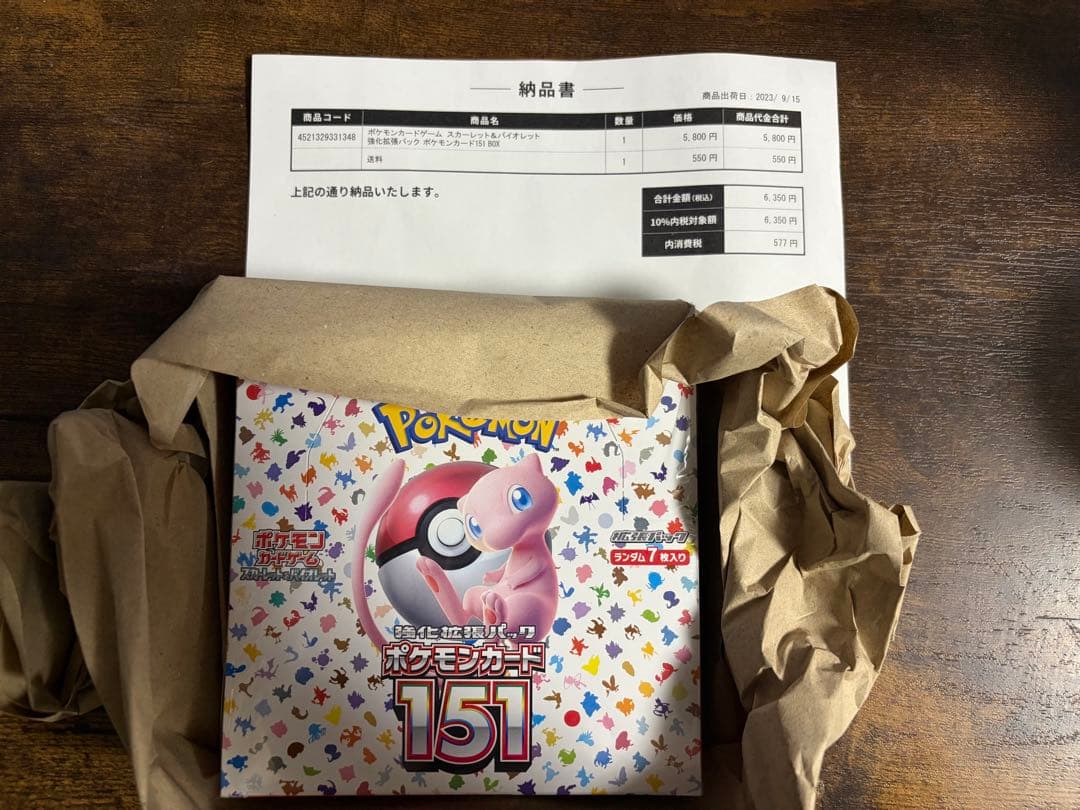 納品書
商品出荷日：2023/ 9/15
商品コード 商品名 数量 価格 商品代金合計
4521329331348 ポケモンカードゲーム スカーレット&バイオレット 1 5,800 円 5,800 円
強化拡張パック ポケモンカード151 BOX
送料 1 550 円 550 円
上記の通り納品いたします。
合計金額(税込) 6,350 円
10%内税対象額 6,350 円
内消費税 577 円
POKÉMON
ポケモン
カードゲーム
スカーレット&バイオレット
拡張パック
ランダム7枚入り
強化拡張パック
ポケモンカード
151